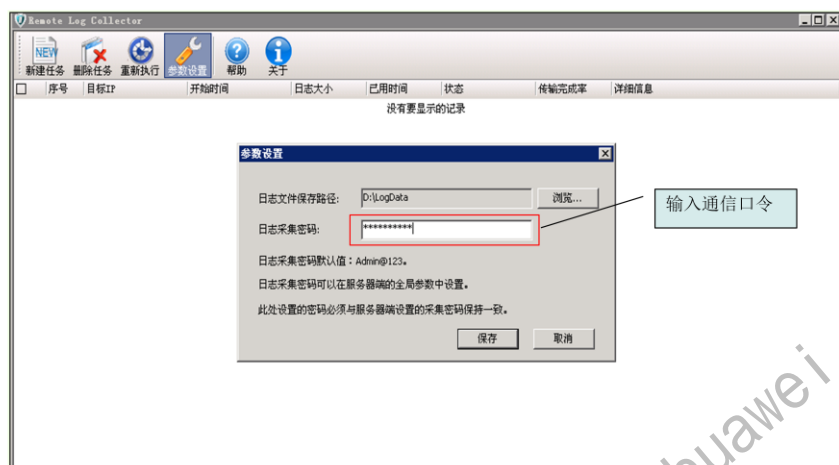 Remote Log Collector
NEW
新建任务 删除任务 重新执行 参数设置 帮助 关于
序号 目标IP 开始时间 日志大小 已用时间 状态 传输完成率 详细信息
没有要显示的记录
参数设置
日志文件保存路径: D:\LogData 浏览...
输入通信口令
日志采集密码: **********
日志采集密码默认值：Admin@123。
日志采集密码可以在服务器端的全局参数中设置。
此处设置的密码必须与服务器端设置的采集密码保持一致。
保存 取消
huawei